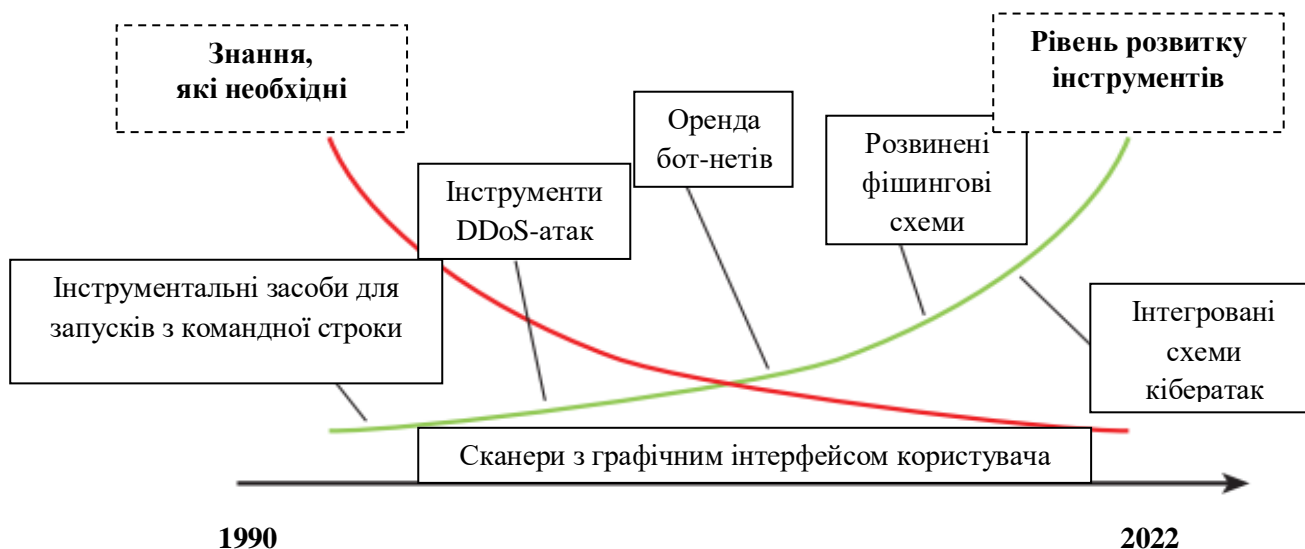 Знання,
які необхідні
Рівень розвитку
інструментів
Оренда
бот-нетів
Розвинені
фішингові
схеми
Інструменти
DDoS-атак
Інструментальні засоби для
запусків з командної строки
Інтегровані
схеми
кібератак
Сканери з графічним інтерфейсом користувача
1990
2022